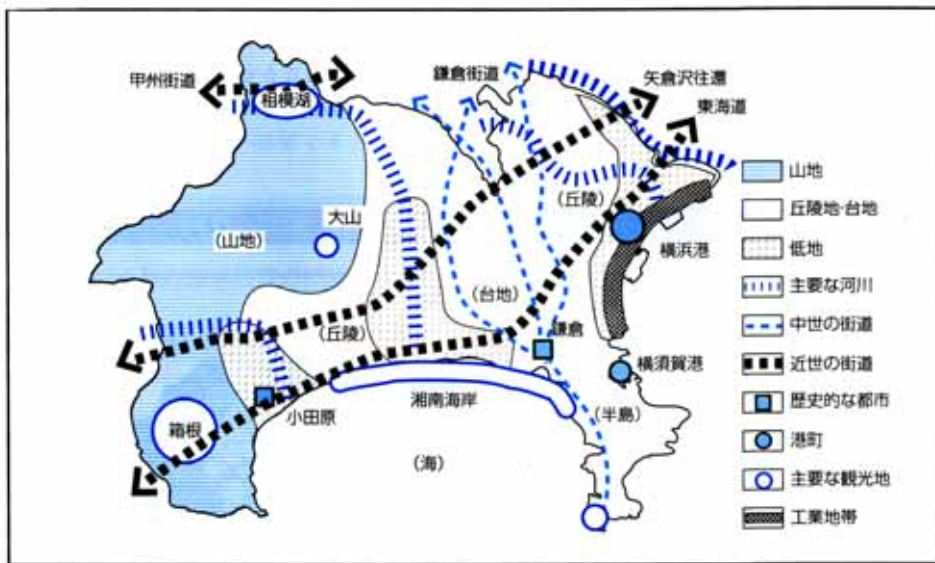 甲州街道
鎌倉街道
矢倉沢往還
東海道
相模湖
大山
(山地)
(丘陵)
横浜港
(台地)
(丘陵)
鎌倉
横須賀港
小田原
湘南海岸
(半島)
箱根
(海)
山地
丘陵地・台地
低地
主要な河川
中世の街道
近世の街道
歴史的な都市
港町
主要な観光地
工業地帯